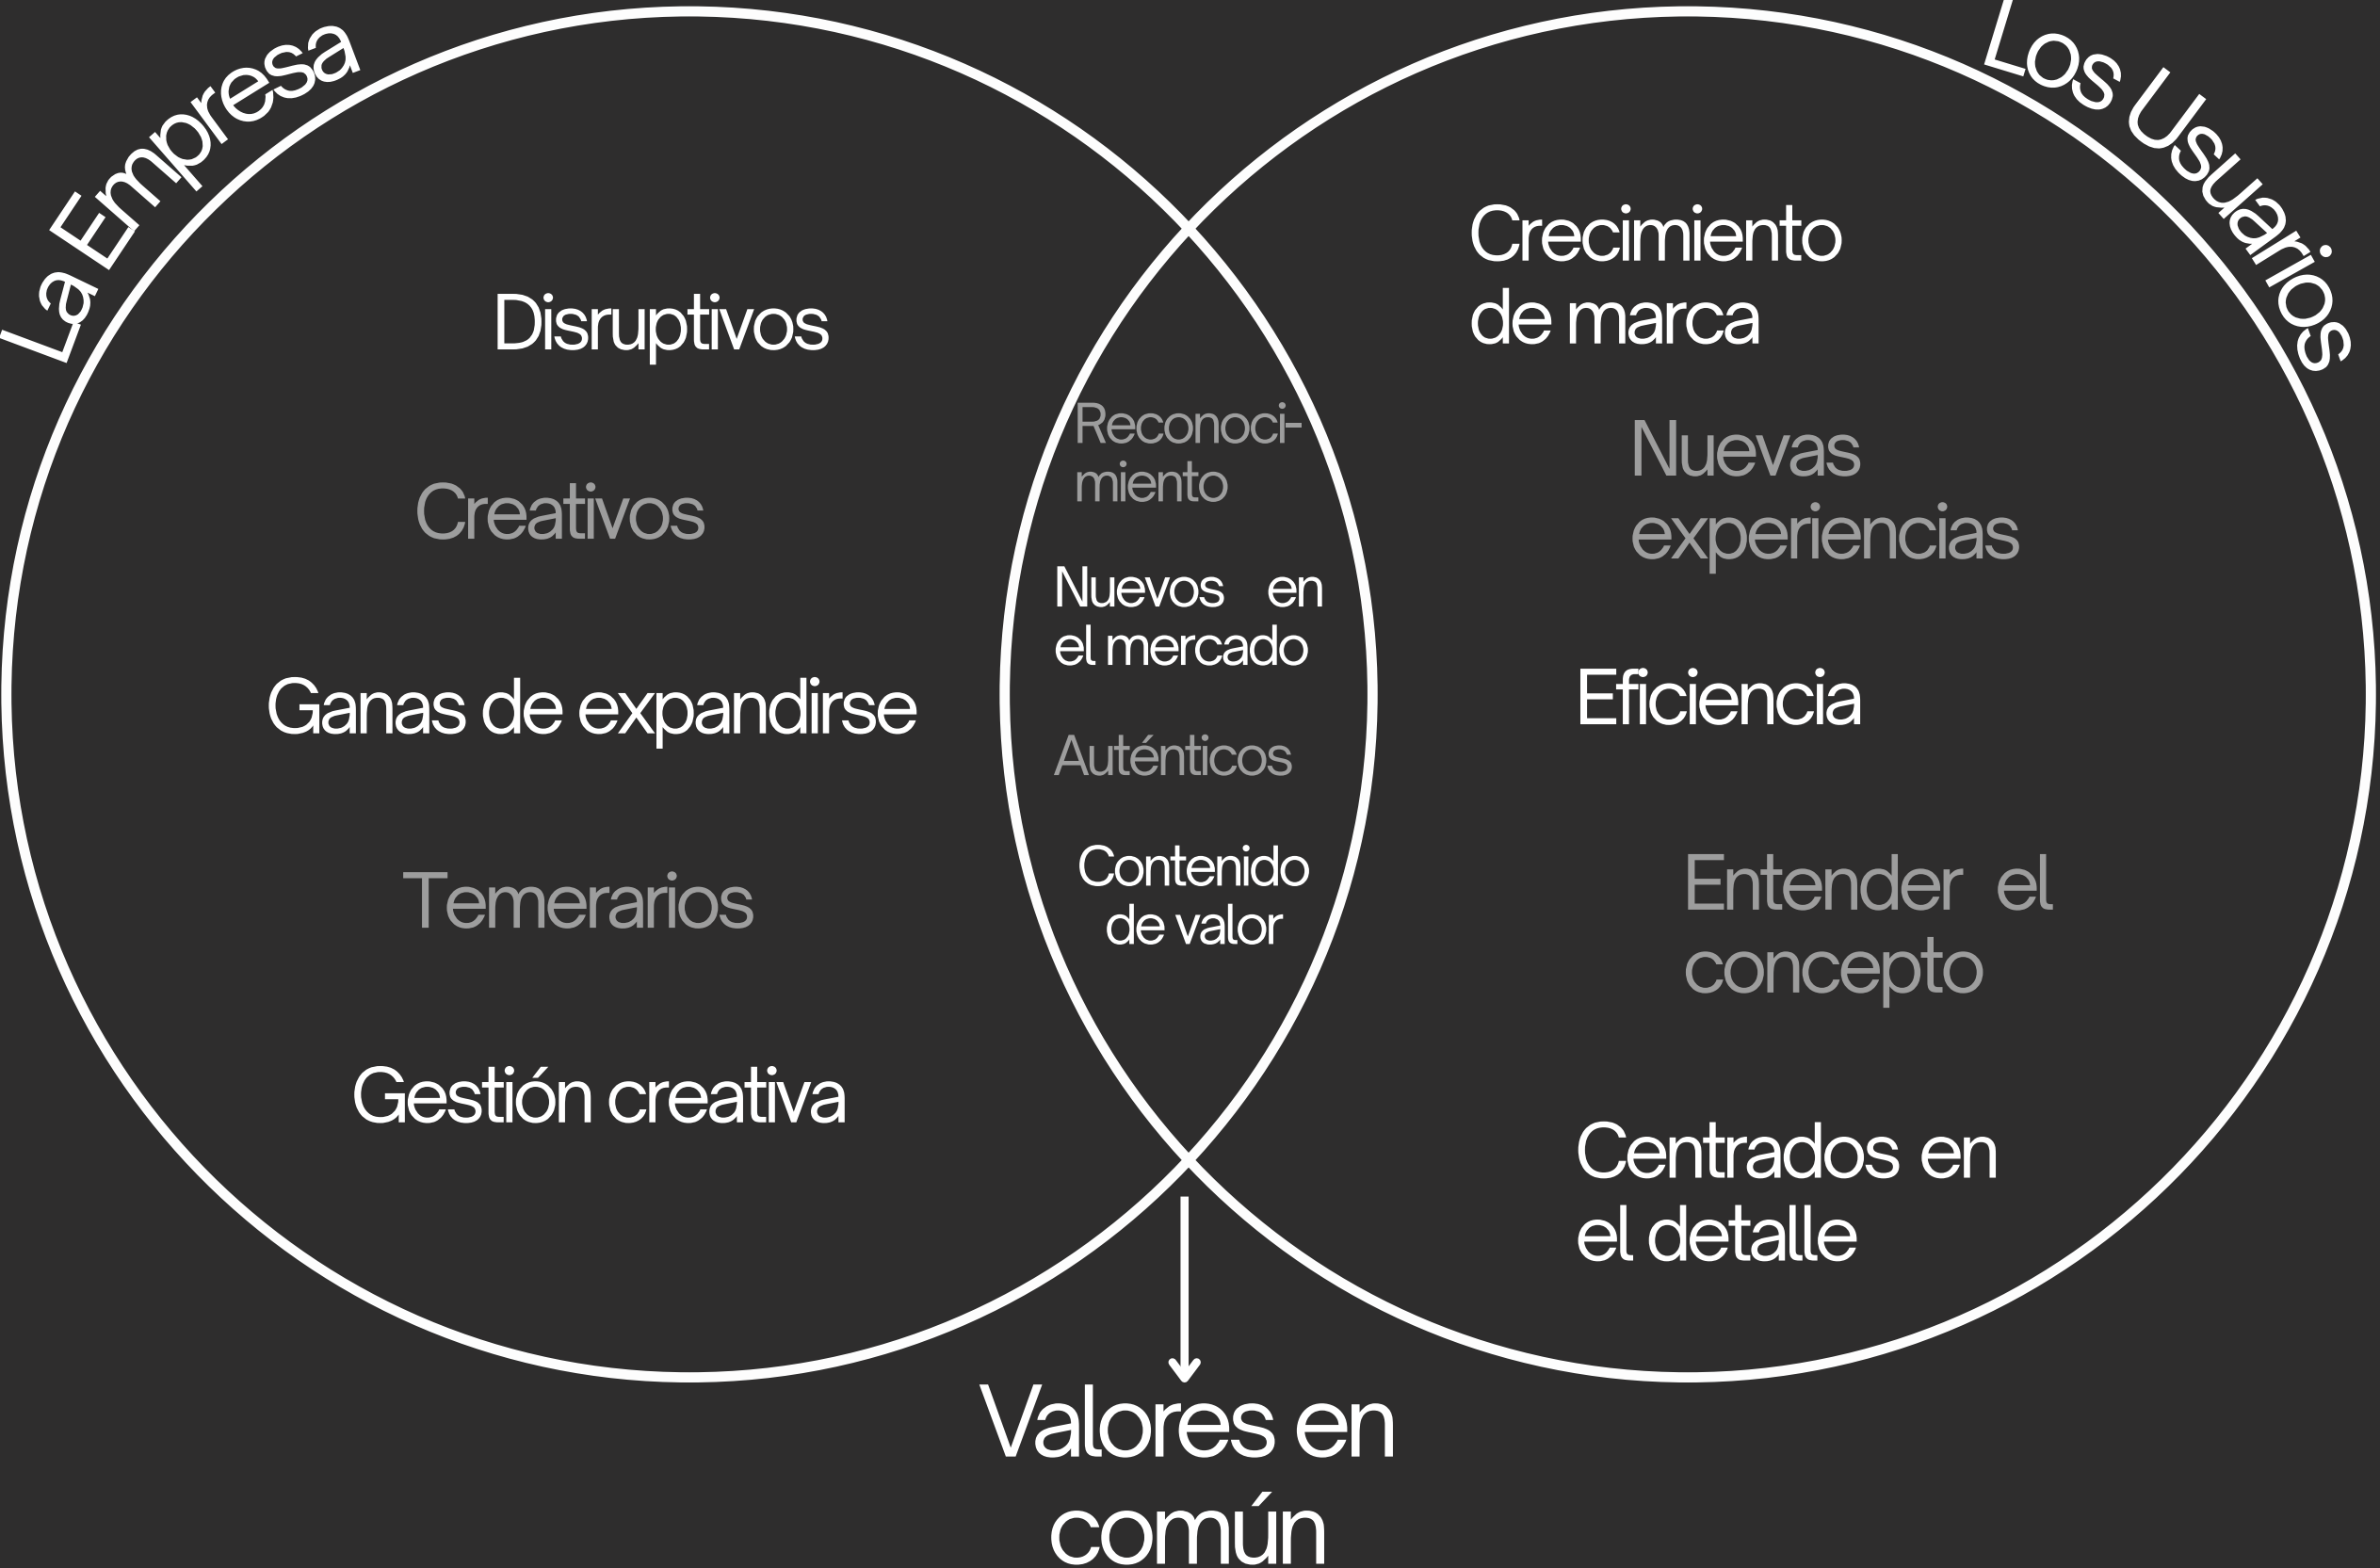 La Empresa
Disruptivos
Creativos
Ganas de expandirse
Temerarios
Gestión creativa
Reconoci-
miento
Nuevos en
el mercado
Auténticos
Contenido
de valor
Los Usuarios
Crecimiento
de marca
Nuevas
experiencias
Eficiencia
Entender el
concepto
Centrados en
el detalle
Valores en
común